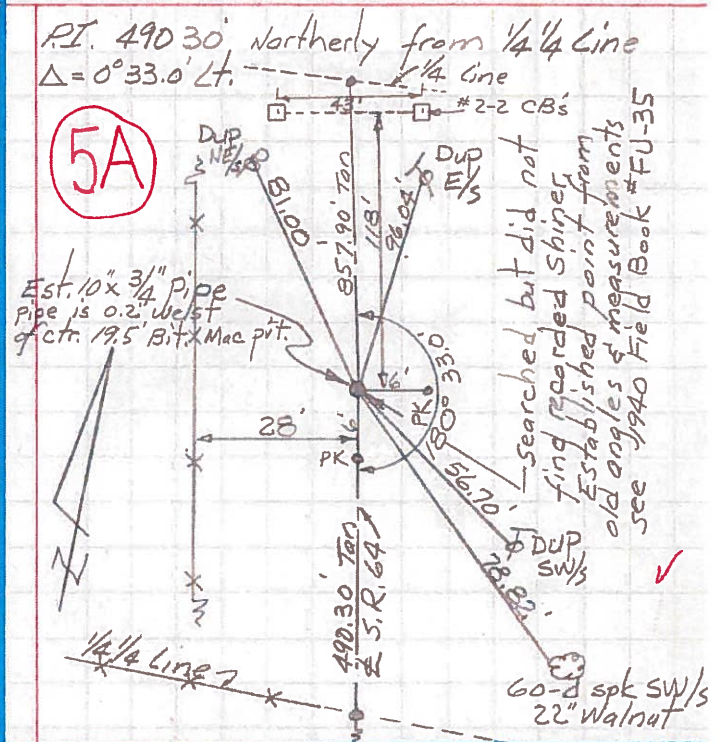 P.I. 490 30' Northerly from 1/4 1/4 Line
Δ = 0° 33.0' Lt.
1/4 Line
43'
#2-2 CB's
5A
Dup
NE/s
Dup
E/s
81.00
857.90' Tan
118'
96.04'
Est. 10" x 3/4" pipe
pipe is 0.2' west
of ctr. 19.5' Bit. Mac pvt.
searched but did not
find recorded Shiner
Established point from
old angles & measurements
see 1940 Field Book #FU-35
6'
PK
180° 33.0'
28'
6'
PK
56.70'
DUP
SW/s
78.82'
490.30' Tan
℄ S.R. 64
1/4 1/4 Line
60-d spk SW/s
22" Walnut